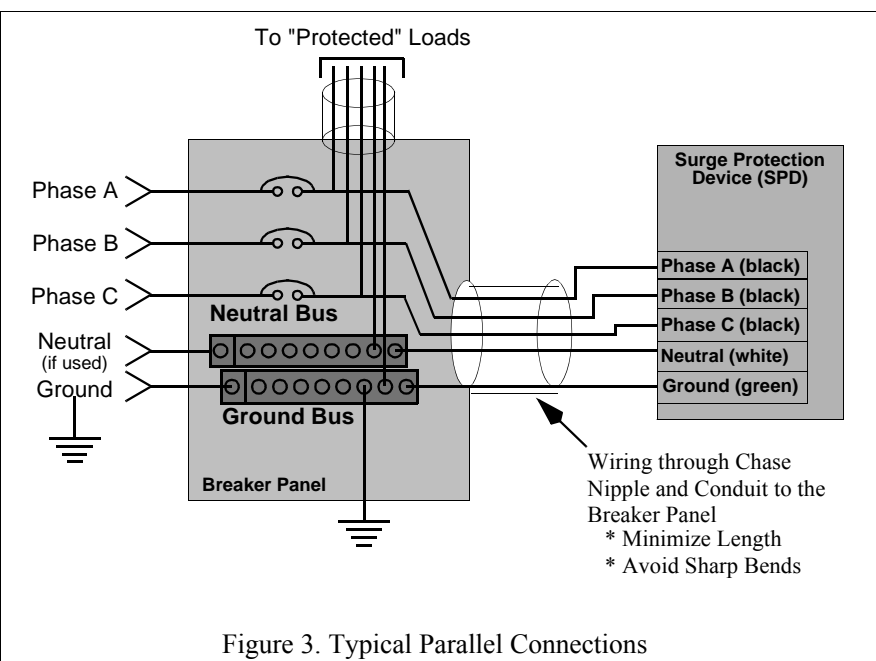 To "Protected" Loads
Surge Protection
Device (SPD)
Phase A
Phase B
Phase C
Neutral
(if used)
Ground
Neutral Bus
Ground Bus
Breaker Panel
Phase A (black)
Phase B (black)
Phase C (black)
Neutral (white)
Ground (green)
Wiring through Chase
Nipple and Conduit to the
Breaker Panel
* Minimize Length
* Avoid Sharp Bends
Figure 3. Typical Parallel Connections